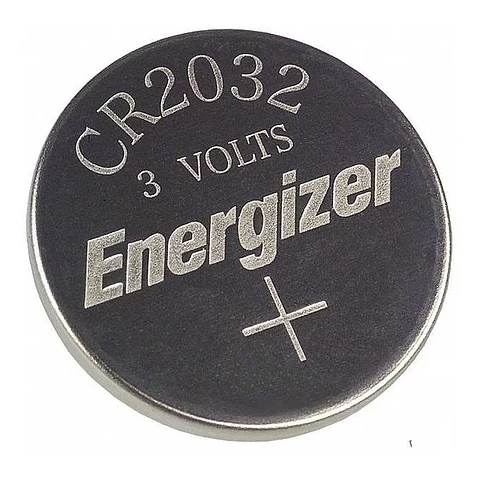 CR2032
3 VOLTS
Energizer
+